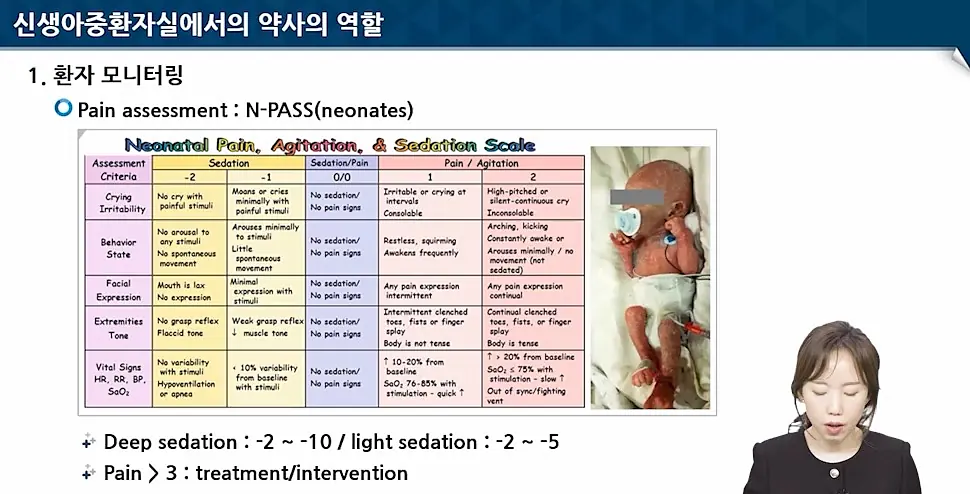 신생아중환자실에서의 약사의 역할
1. 환자 모니터링
Pain assessment : N-PASS(neonates)
Neonatal Pain, Agitation, & Sedation Scale
Assessment Criteria
Sedation
Sedation/Pain
Pain / Agitation
-2
-1
0/0
1
2
Crying
Irritability
No cry with
painful stimuli
Moans or cries
minimally with
painful stimuli
No sedation/
No pain signs
Irritable or crying at
intervals
Consolable
High-pitched or
silent-continuous cry
Inconsolable
Behavior
State
No arousal to
any stimuli
No spontaneous
movement
Arouses minimally
to stimuli
Little
spontaneous
movement
No sedation/
No pain signs
Restless, squirming
Awakens frequently
Arching, kicking
Constantly awake or
Arouses minimally / no
movement (not
sedated)
Facial
Expression
Mouth is lax
No expression
Minimal
expression with
stimuli
No sedation/
No pain signs
Any pain expression
intermittent
Any pain expression
continual
Extremities
Tone
No grasp reflex
Flaccid tone
Weak grasp reflex
↓ muscle tone
No sedation/
No pain signs
Intermittent clenched
toes, fists or finger
splay
Body is not tense
Continual clenched
toes, fists, or finger
splay
Body is tense
Vital Signs
HR, RR, BP,
SaO₂
No variability
with stimuli
Hypoventilation
or apnea
< 10% variability
from baseline
with stimuli
No sedation/
No pain signs
↑ 10-20% from
baseline
SaO₂ 76-85% with
stimulation - quick ↑
↑ > 20% from baseline
SaO₂ ≤ 75% with
stimulation - slow ↑
Out of sync/fighting
vent
Deep sedation : -2 ~ -10 / light sedation : -2 ~ -5
Pain > 3 : treatment/intervention